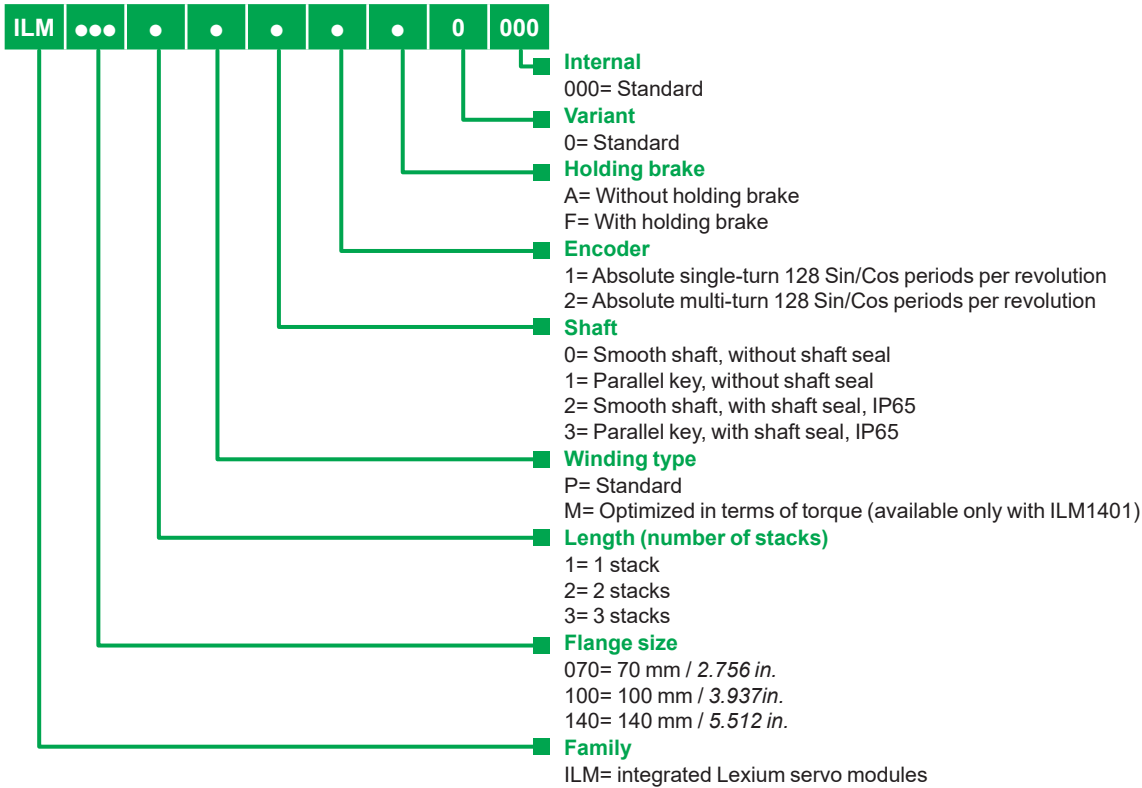 ILM ••• • • • • • 0 000
Internal
000= Standard
Variant
0= Standard
Holding brake
A= Without holding brake
F= With holding brake
Encoder
1= Absolute single-turn 128 Sin/Cos periods per revolution
2= Absolute multi-turn 128 Sin/Cos periods per revolution
Shaft
0= Smooth shaft, without shaft seal
1= Parallel key, without shaft seal
2= Smooth shaft, with shaft seal, IP65
3= Parallel key, with shaft seal, IP65
Winding type
P= Standard
M= Optimized in terms of torque (available only with ILM1401)
Length (number of stacks)
1= 1 stack
2= 2 stacks
3= 3 stacks
Flange size
070= 70 mm / 2.756 in.
100= 100 mm / 3.937in.
140= 140 mm / 5.512 in.
Family
ILM= integrated Lexium servo modules